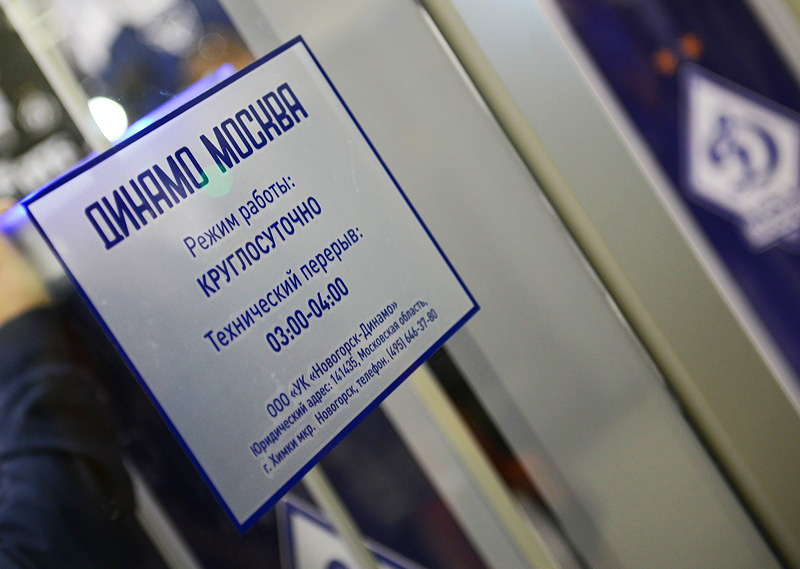 ДИНАМО МОСКВА
Режим работы:
КРУГЛОСУТОЧНО
Технический перерыв:
03:00-04:00
ООО «УК «Новогорск-Динамо»
Юридический адрес: 141435, Московская область,
г. Химки мкр. Новогорск, телефон. (495) 646-37-80